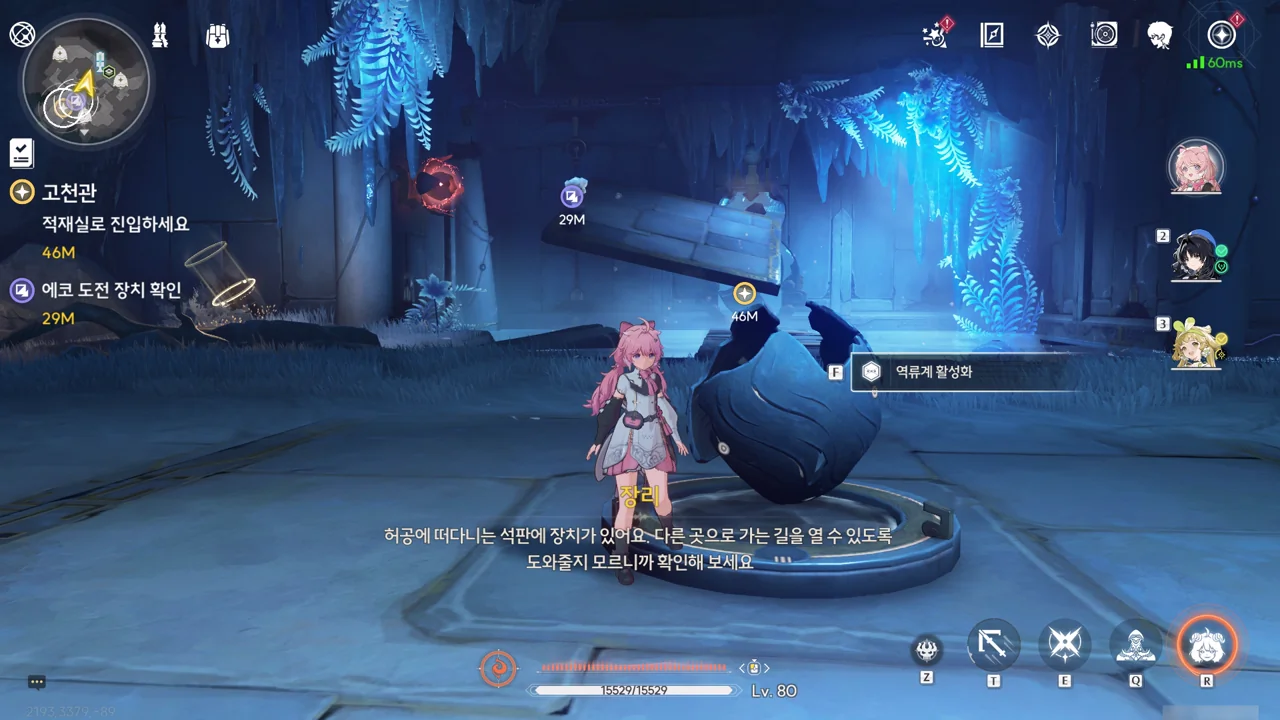 60ms
고천관
적재실로 진입하세요
46M
에코 도전 장치 확인
29M
29M
46M
2
3
F
역류계 활성화
장리
허공에 떠다니는 석판에 장치가 있어요. 다른 곳으로 가는 길을 열 수 있도록
도와줄지 모르니까 확인해 보세요
Z
T
E
Q
R
15529/15529
Lv. 80
2193,3379,-89